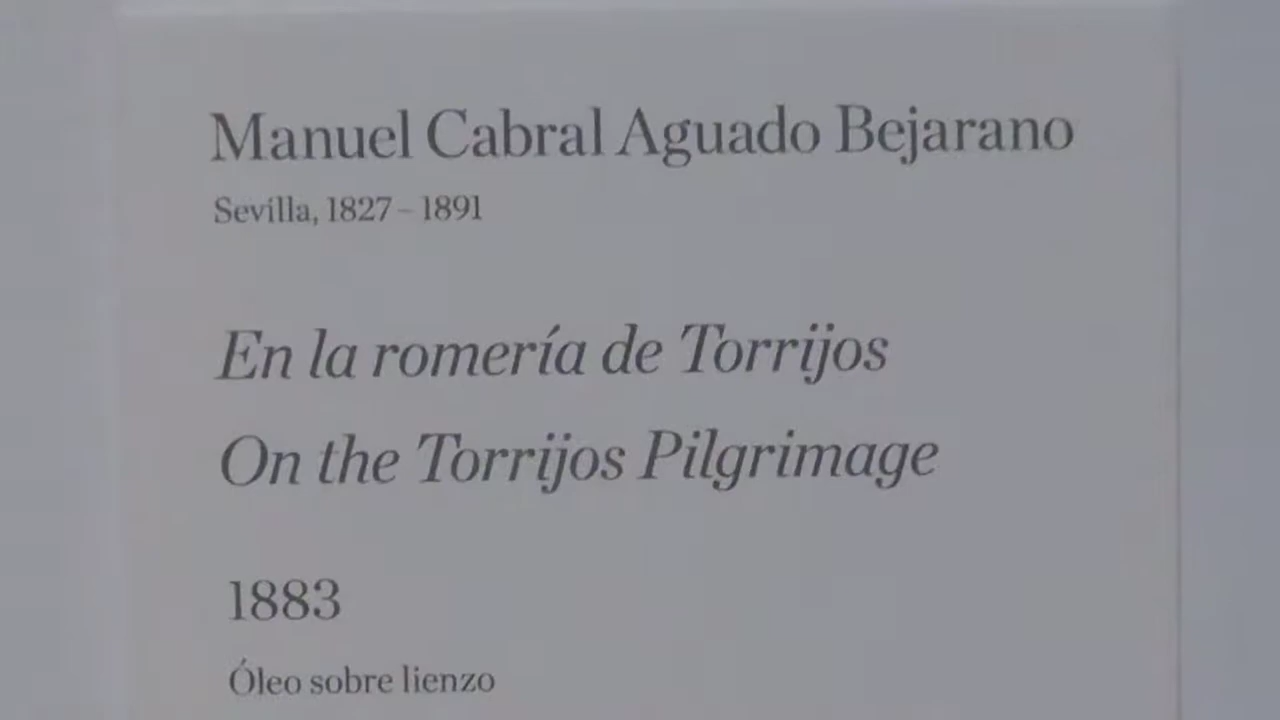 Manuel Cabral Aguado Bejarano
Sevilla, 1827 – 1891
En la romería de Torrijos
On the Torrijos Pilgrimage
1883
Óleo sobre lienzo